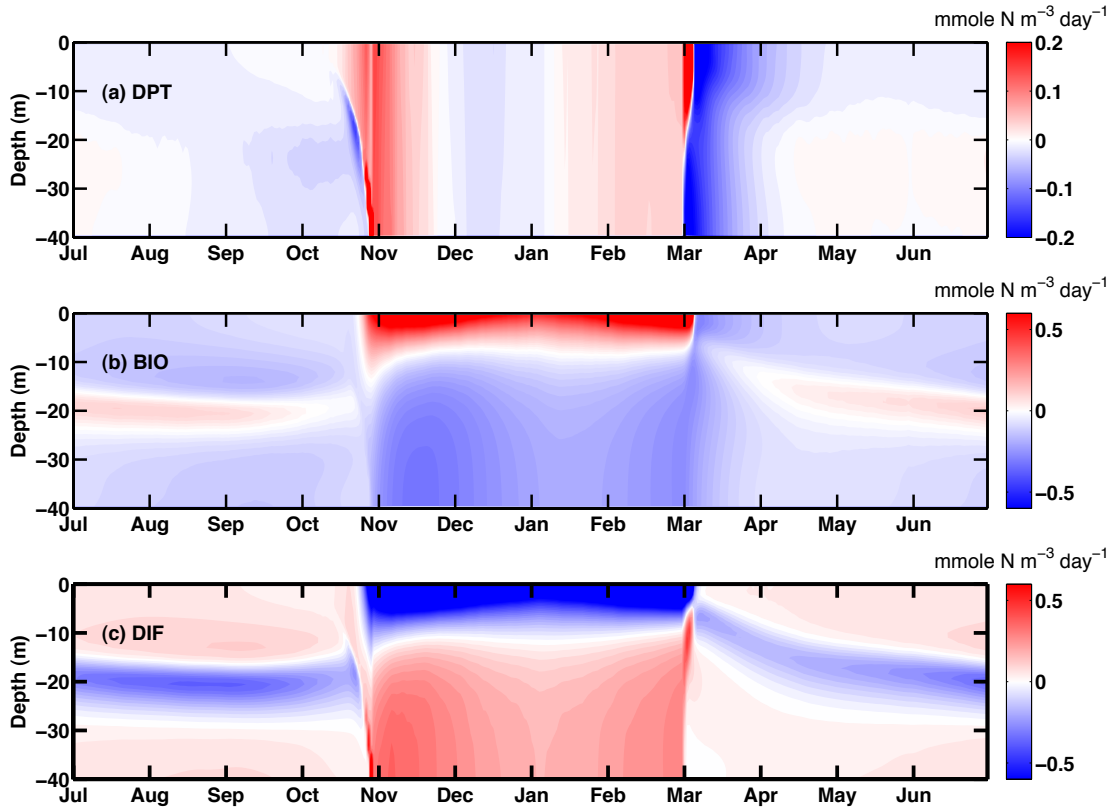 mmole N m−3 day−1
0
−10
−20
−30
−40
Depth (m)
(a) DPT
Jul Aug Sep Oct Nov Dec Jan Feb Mar Apr May Jun
0.2
0.1
0
−0.1
−0.2
mmole N m−3 day−1
0
−10
−20
−30
−40
Depth (m)
(b) BIO
Jul Aug Sep Oct Nov Dec Jan Feb Mar Apr May Jun
0.5
0
−0.5
mmole N m−3 day−1
0
−10
−20
−30
−40
Depth (m)
(c) DIF
Jul Aug Sep Oct Nov Dec Jan Feb Mar Apr May Jun
0.5
0
−0.5